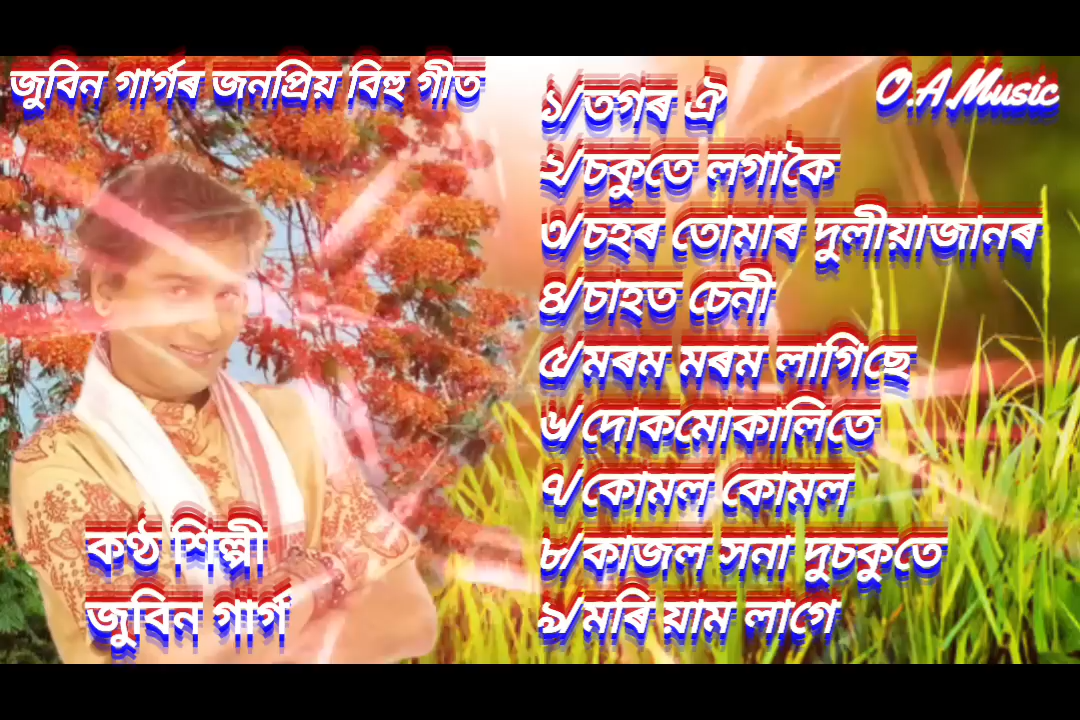 জুবিন গাৰ্গৰ জনপ্ৰিয় বিহু গীত
O.A.Music
১/তগৰ ঐ
২/চকুতে লগাকৈ
৩/চহৰ তোমাৰ দুলীয়াজানৰ
৪/চাহত চেনী
৫/মৰম মৰম লাগিছে
৬/দোকমোকালিতে
৭/কোমল কোমল
৮/কাজল সনা দুচকুতে
৯/মৰি য়াম লাগে
কণ্ঠ শিল্পী
জুবিন গাৰ্গ